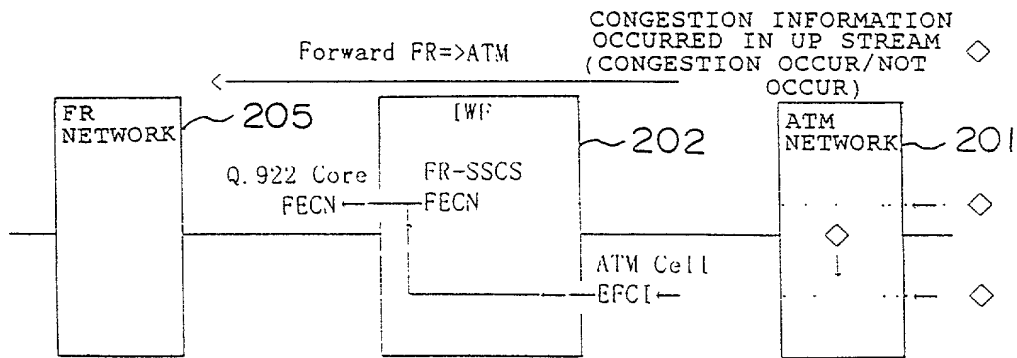 CONGESTION INFORMATION
OCCURRED IN UP STREAM
(CONGESTION OCCUR/NOT
OCCUR)
Forward FR=>ATM
FR
NETWORK
205
IWF
202
ATM
NETWORK
201
Q.922 Core
FECN
FR-SSCS
FECN
ATM Cell
EFCI